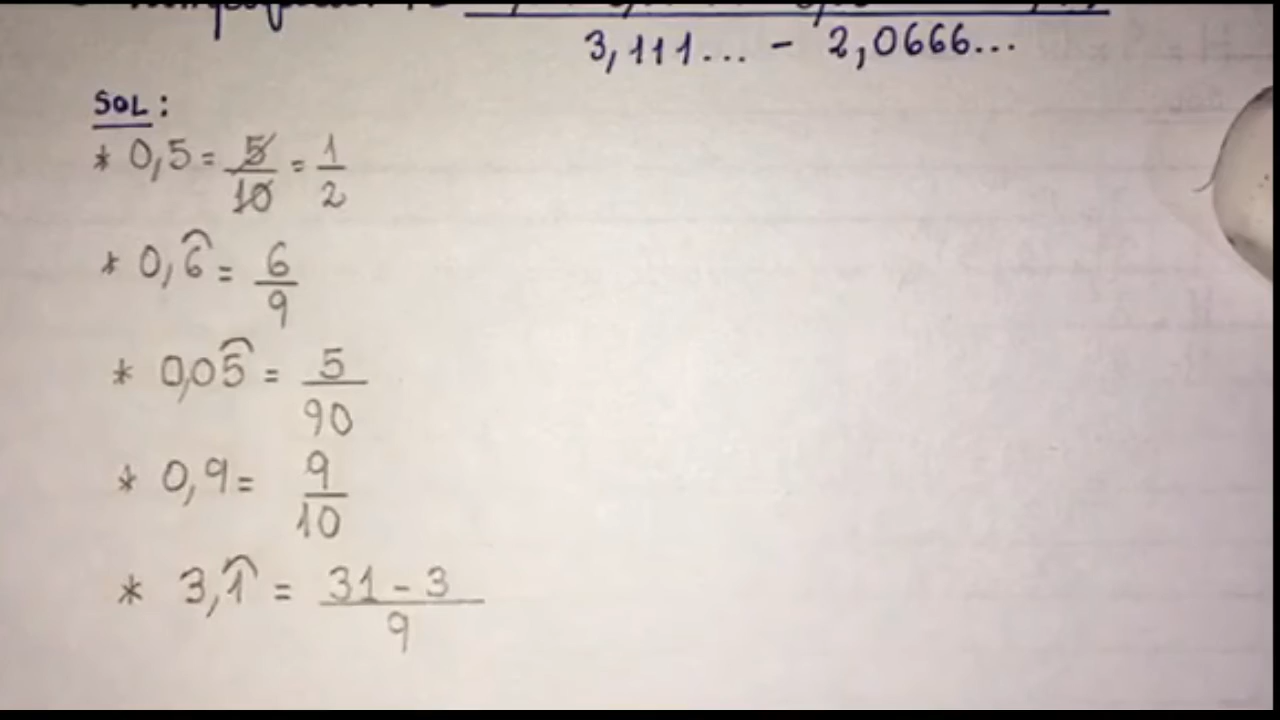 3,111... - 2,0666...
SOL:
* 0,5 = 5/10 = 1/2
* 0,6̑ = 6/9
* 0,05̑ = 5/90
* 0,9 = 9/10
* 3,1̑ = 31 - 3/9